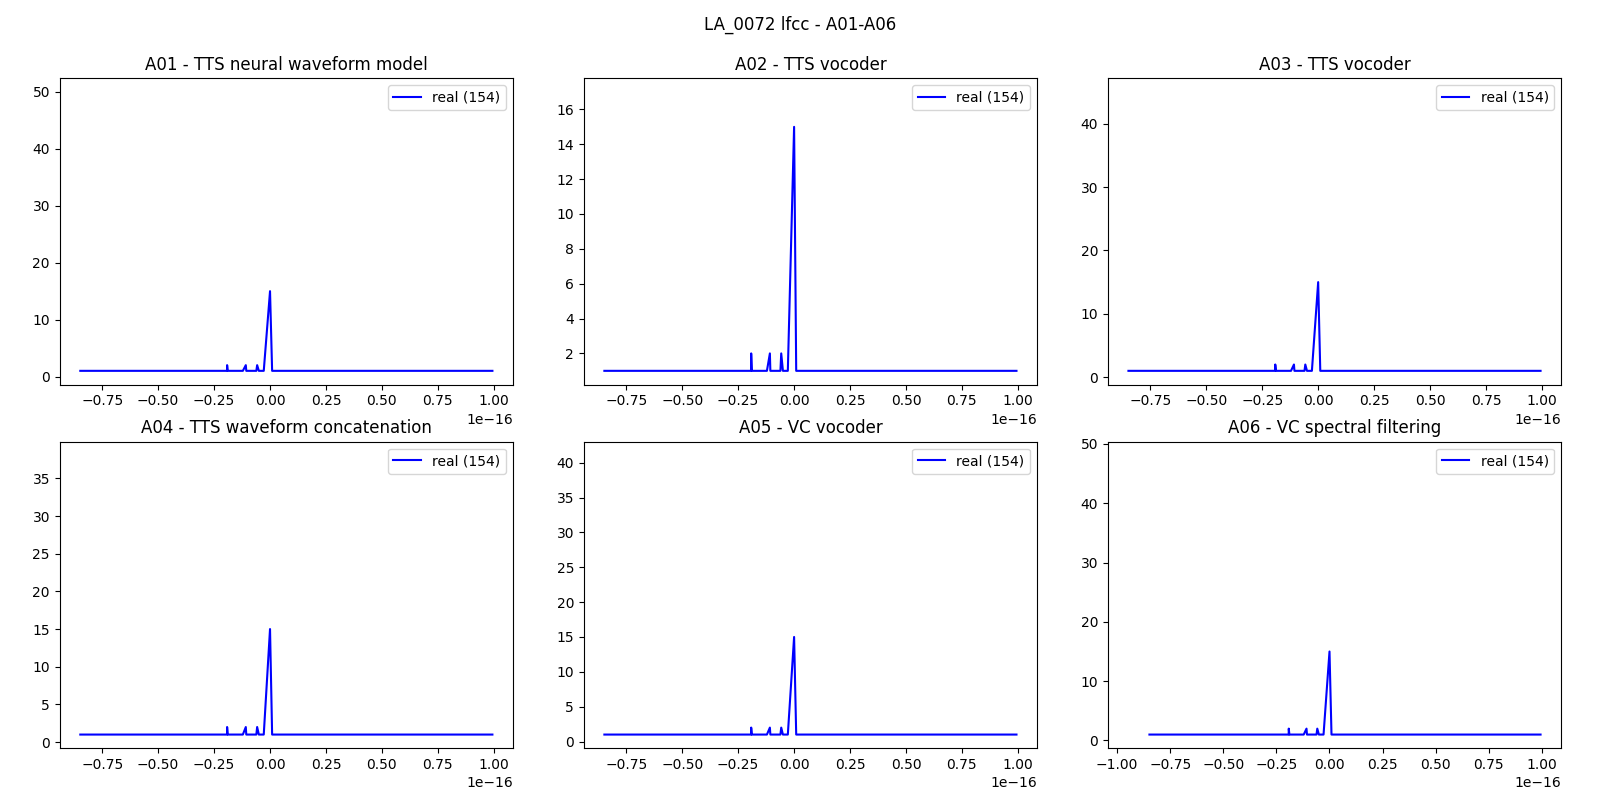 LA_0072 lfcc - A01-A06
A01 - TTS neural waveform model
A02 - TTS vocoder
A03 - TTS vocoder
real (154)
real (154)
real (154)
50
40
30
20
10
0
16
14
12
10
8
6
4
2
40
30
20
10
0
−0.75 −0.50 −0.25 0.00 0.25 0.50 0.75 1.00
1e−16
−0.75 −0.50 −0.25 0.00 0.25 0.50 0.75 1.00
1e−16
−0.75 −0.50 −0.25 0.00 0.25 0.50 0.75 1.00
1e−16
A04 - TTS waveform concatenation
A05 - VC vocoder
A06 - VC spectral filtering
real (154)
real (154)
real (154)
35
30
25
20
15
10
5
0
40
35
30
25
20
15
10
5
0
50
40
30
20
10
0
−0.75 −0.50 −0.25 0.00 0.25 0.50 0.75 1.00
1e−16
−0.75 −0.50 −0.25 0.00 0.25 0.50 0.75 1.00
1e−16
−1.00 −0.75 −0.50 −0.25 0.00 0.25 0.50 0.75 1.00
1e−16